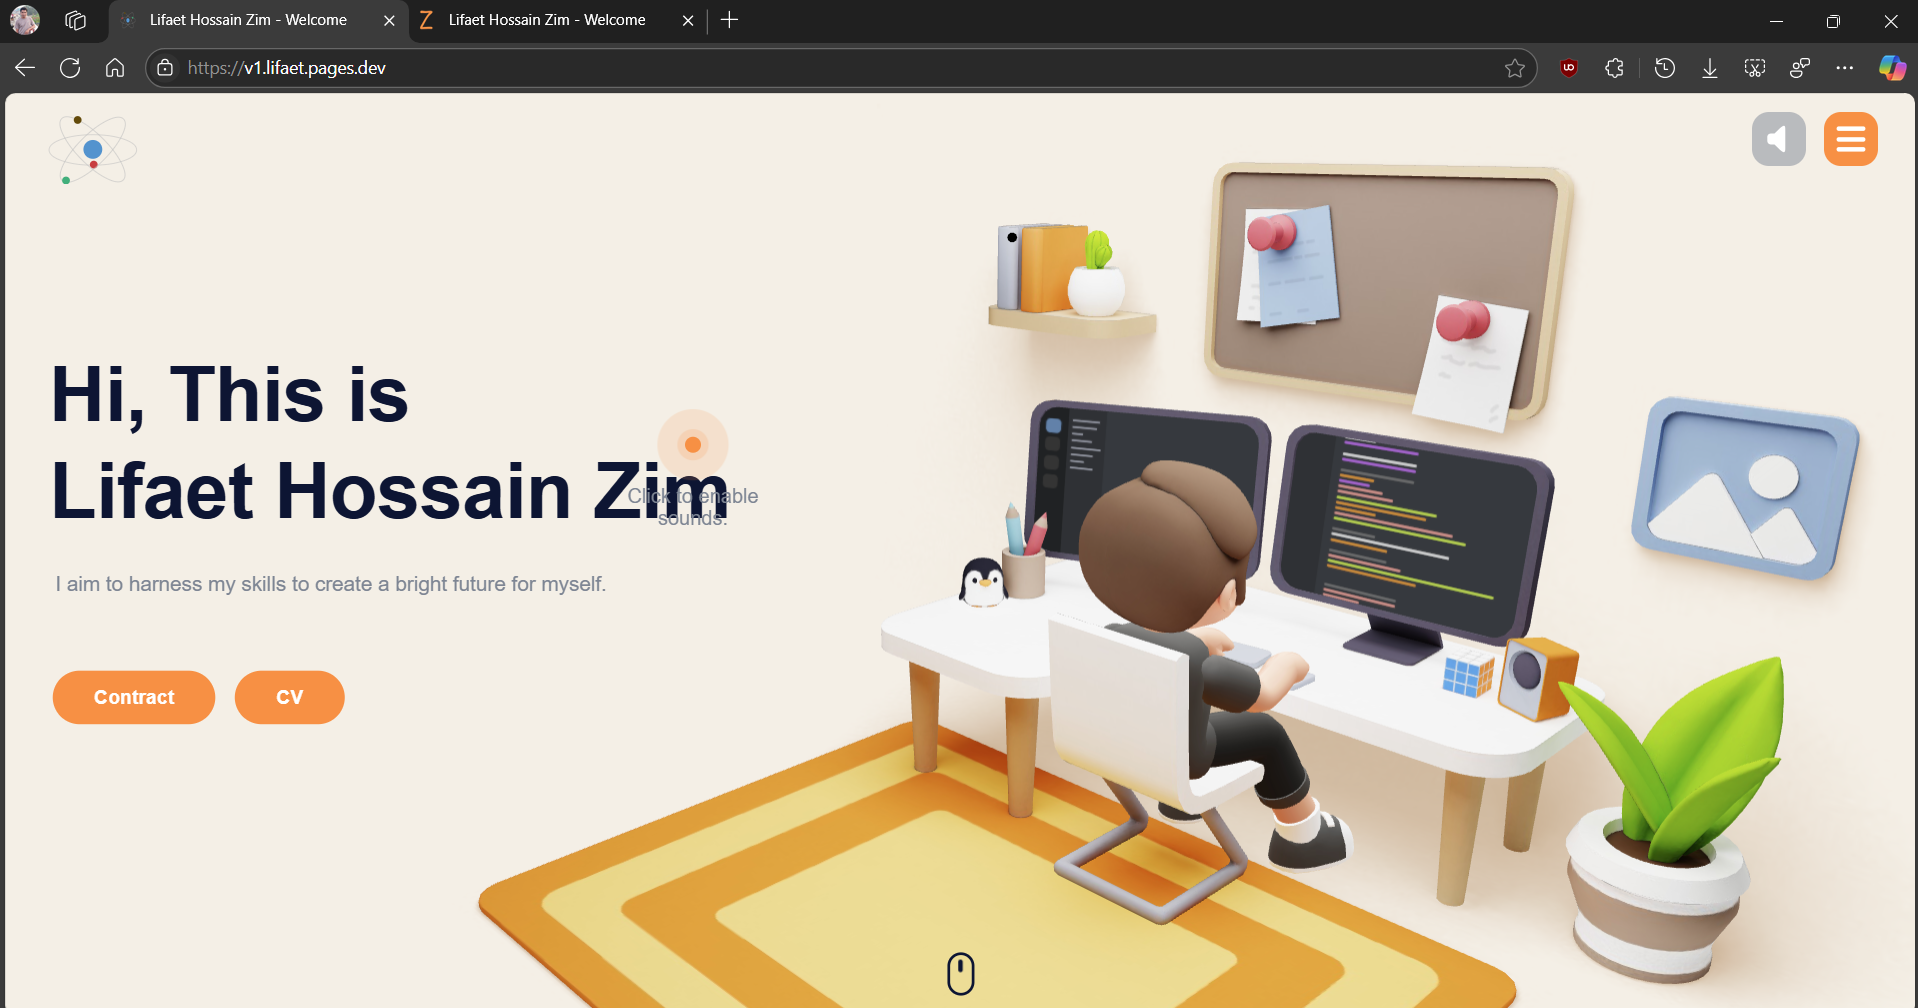 Lifaet Hossain Zim - Welcome
Lifaet Hossain Zim - Welcome
https://v1.lifaet.pages.dev
Hi, This is
Lifaet Hossain Zim
Click to enable
sounds.
I aim to harness my skills to create a bright future for myself.
Contract
CV